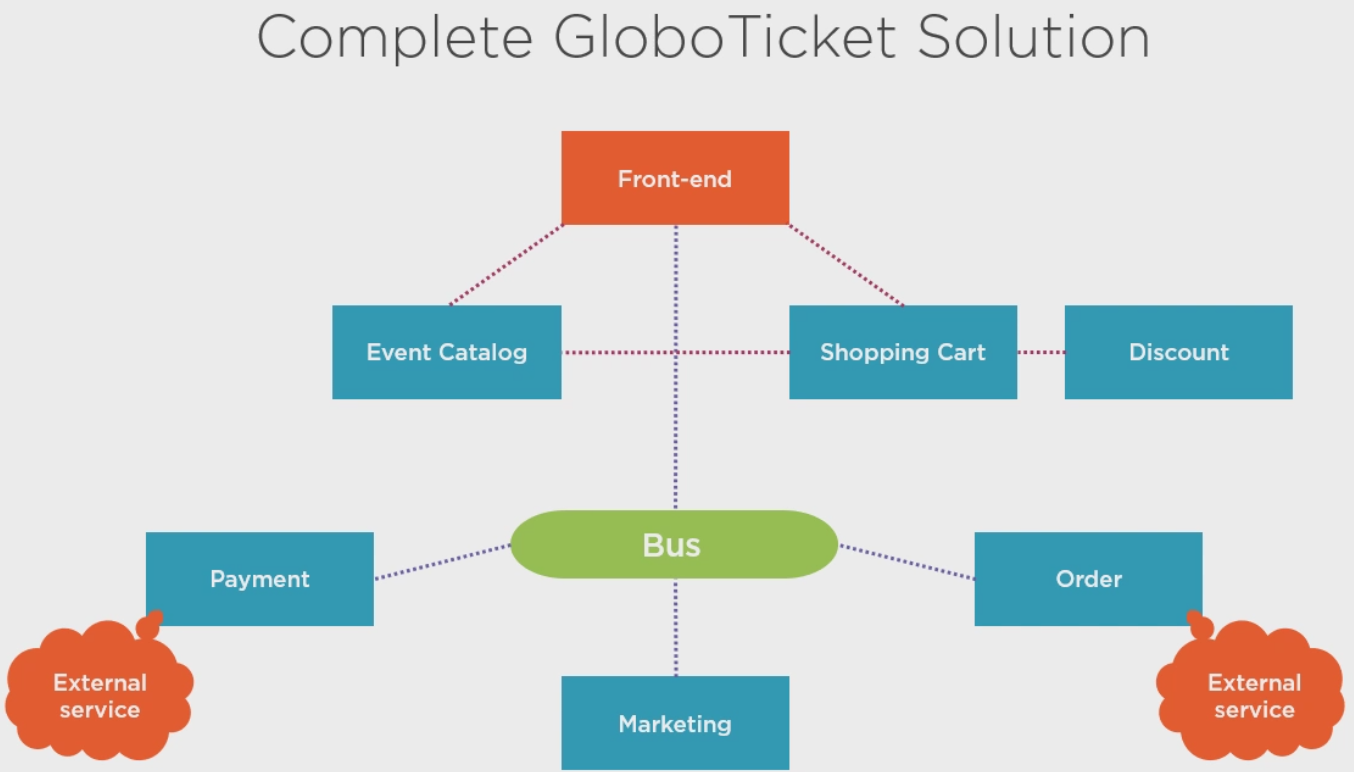 Complete GloboTicket Solution
Front-end
Event Catalog
Shopping Cart
Discount
Bus
Payment
Order
External
service
External
service
Marketing